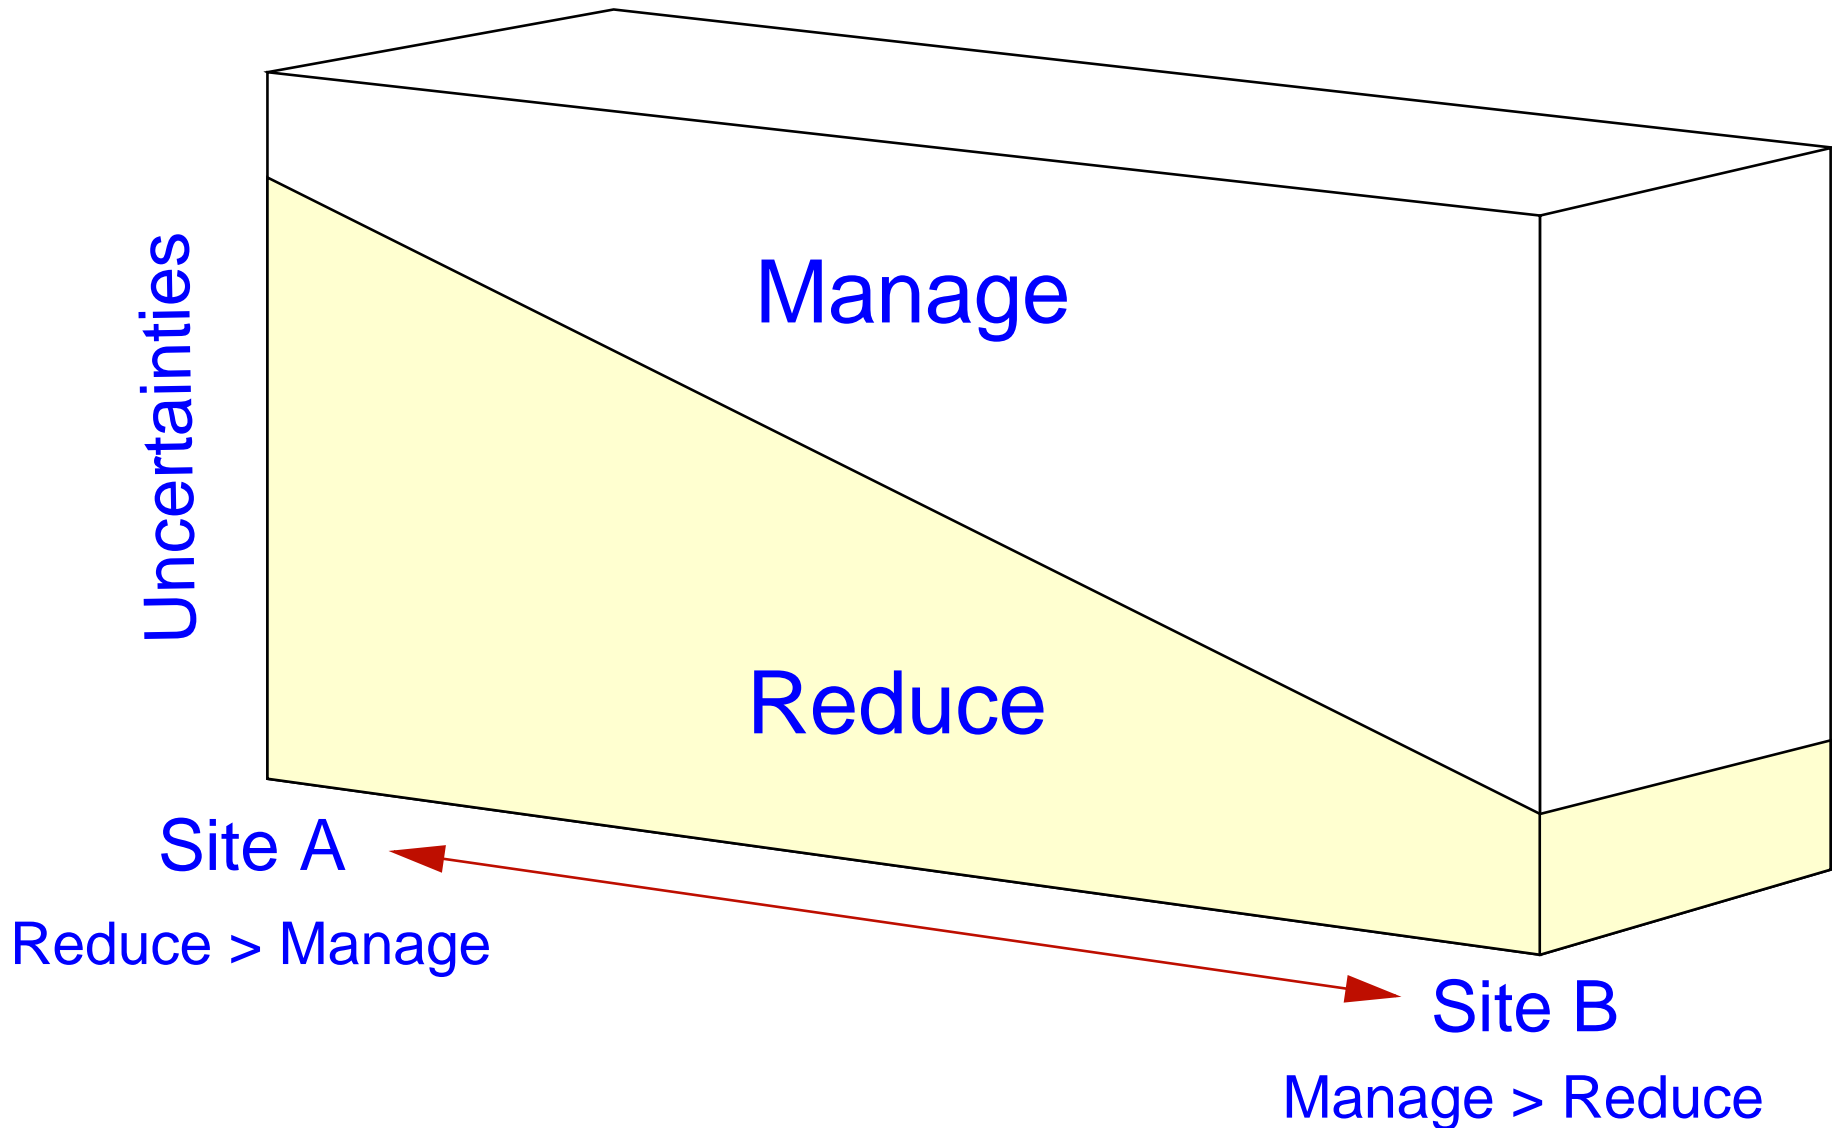 Manage
Uncertainties
Reduce
Site A
Reduce > Manage
Site B
Manage > Reduce